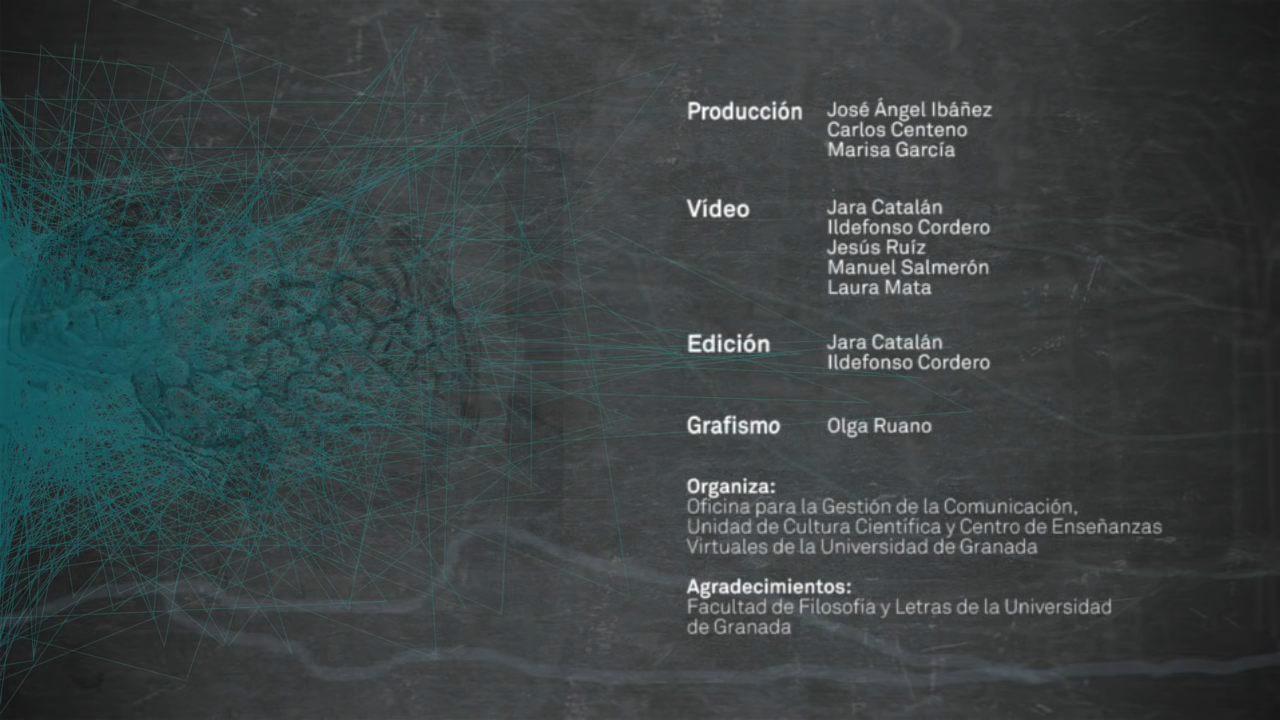 Producción José Ángel Ibáñez
Carlos Centeno
Marisa García
Vídeo Jara Catalán
Ildefonso Cordero
Jesús Ruíz
Manuel Salmerón
Laura Mata
Edición Jara Catalán
Ildefonso Cordero
Grafismo Olga Ruano
Organiza:
Oficina para la Gestión de la Comunicación,
Unidad de Cultura Científica y Centro de Enseñanzas
Virtuales de la Universidad de Granada
Agradecimientos:
Facultad de Filosofía y Letras de la Universidad
de Granada